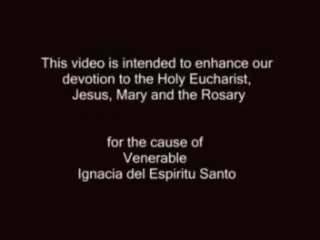 This video is intended to enhance our
devotion to the Holy Eucharist,
Jesus, Mary and the Rosary
for the cause of
Venerable
Ignacia del Espiritu Santo